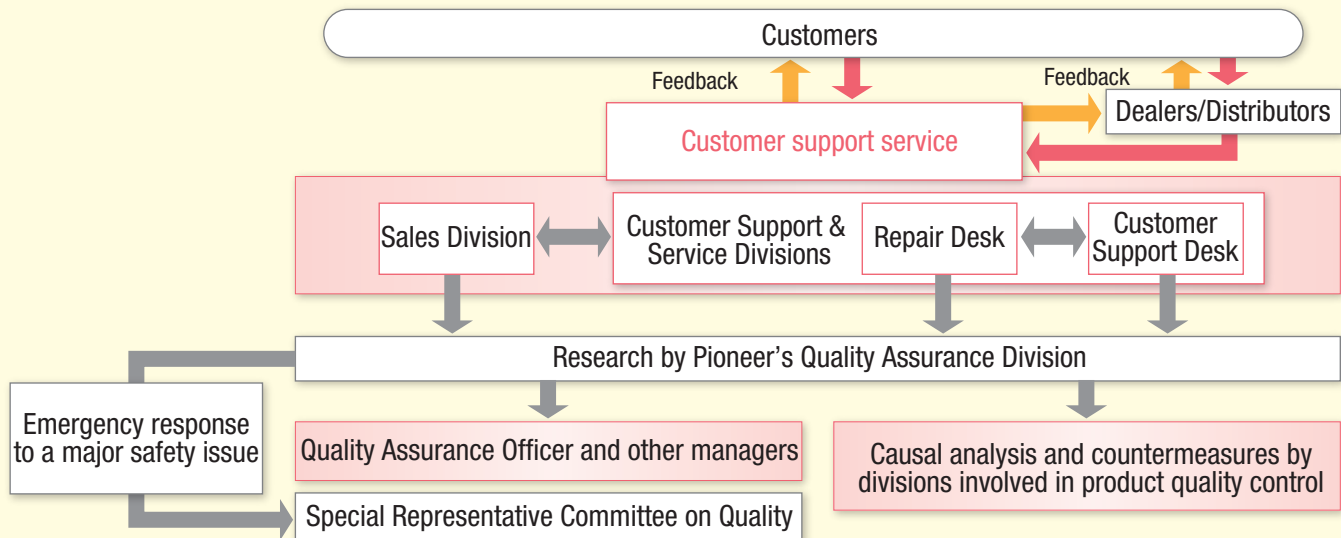 Customers
Feedback
Feedback
Dealers/Distributors
Customer support service
Sales Division
Customer Support &
Service Divisions
Repair Desk
Customer
Support Desk
Research by Pioneer’s Quality Assurance Division
Emergency response
to a major safety issue
Quality Assurance Officer and other managers
Causal analysis and countermeasures by
divisions involved in product quality control
Special Representative Committee on Quality